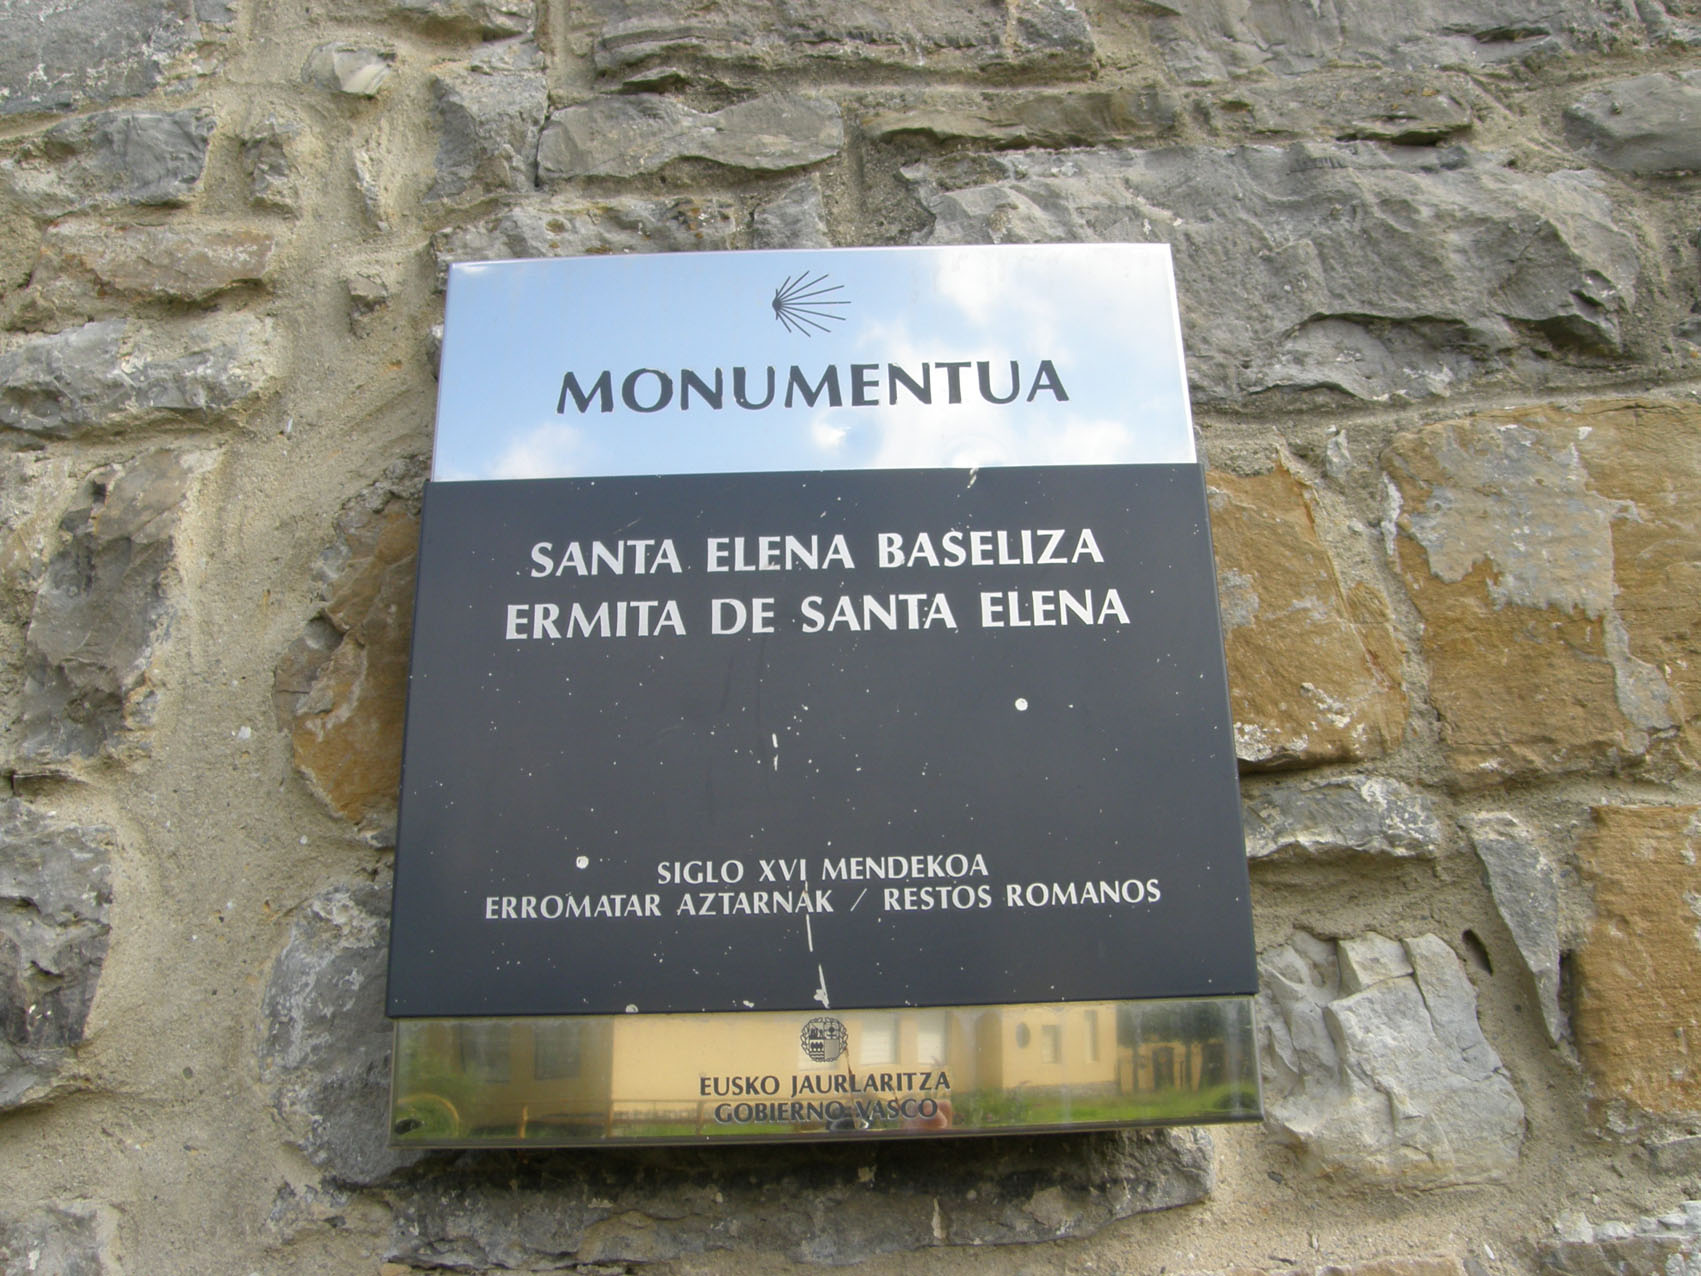 MONUMENTUA
SANTA ELENA BASELIZA
ERMITA DE SANTA ELENA
SIGLO XVI MENDEKOA
ERROMATAR AZTARNAK / RESTOS ROMANOS
EUSKO JAURLARITZA
GOBIERNO VASCO